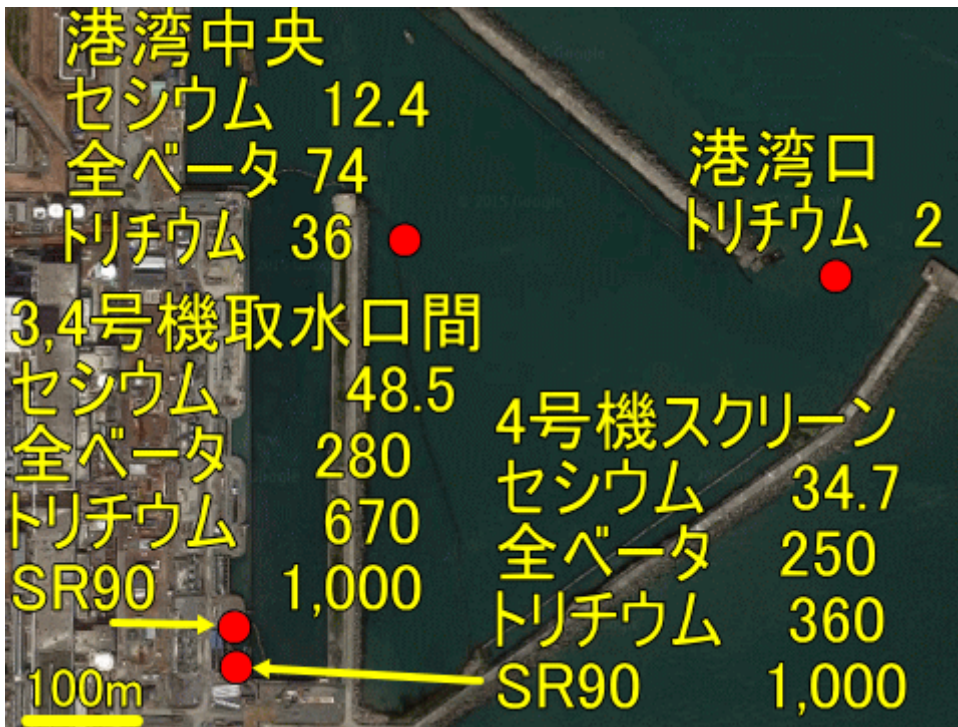 港湾中央
セシウム 12.4
全ベータ 74
トリチウム 36
港湾口
トリチウム 2
© 2015 Google
3,4号機取水口間
セシウム 48.5
全ベータ 280
トリチウム 670
SR90 1,000
4号機スクリーン
セシウム 34.7
全ベータ 250
トリチウム 360
SR90 1,000
100m